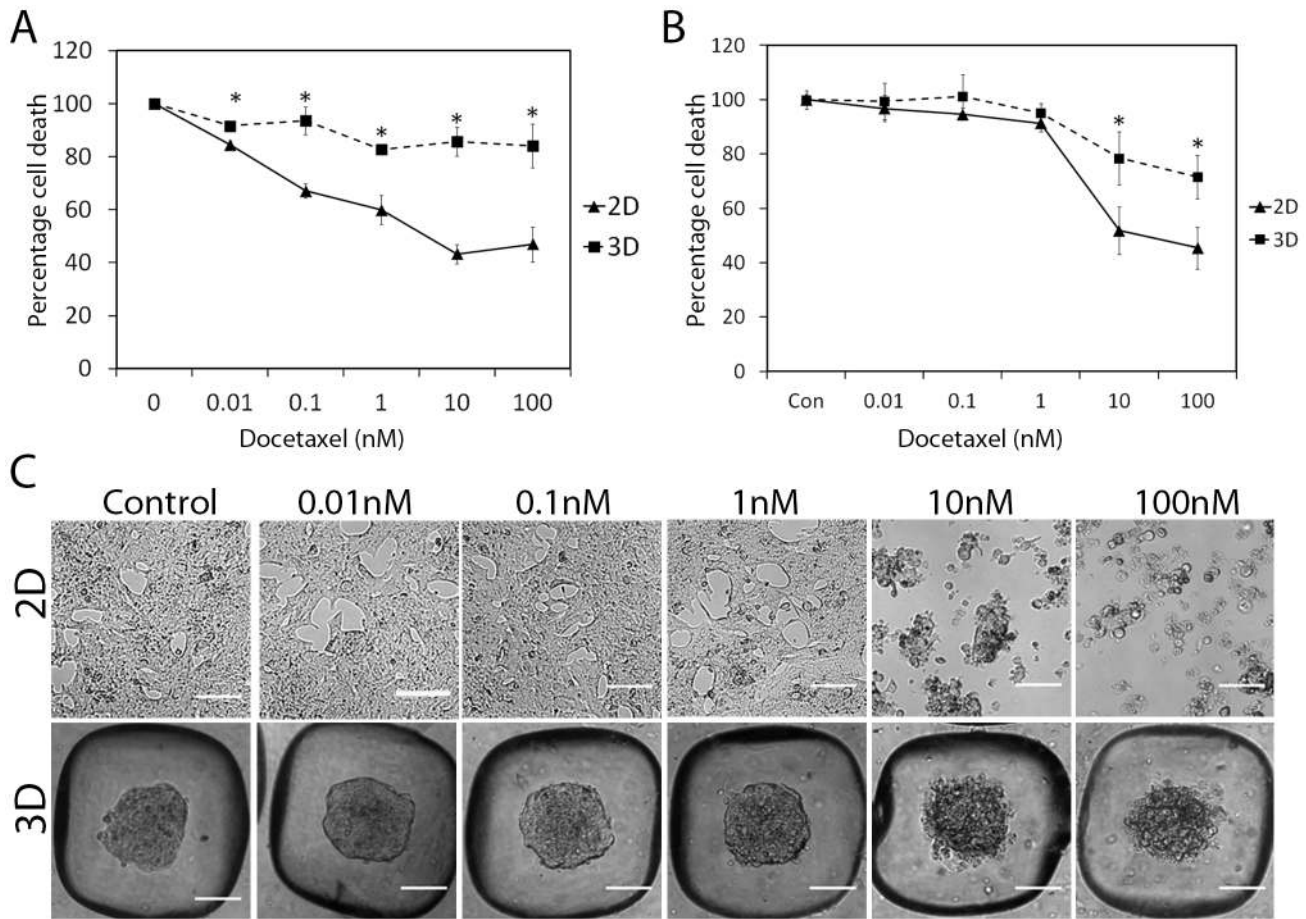 A
120
100
80
60
40
20
0
Percentage cell death
* * * * *
0 0.01 0.1 1 10 100
Docetaxel (nM)
2D
3D
B
120
100
80
60
40
20
0
Percentage cell death
* *
Con 0.01 0.1 1 10 100
Docetaxel (nM)
2D
3D
C
Control 0.01nM 0.1nM 1nM 10nM 100nM
2D
3D